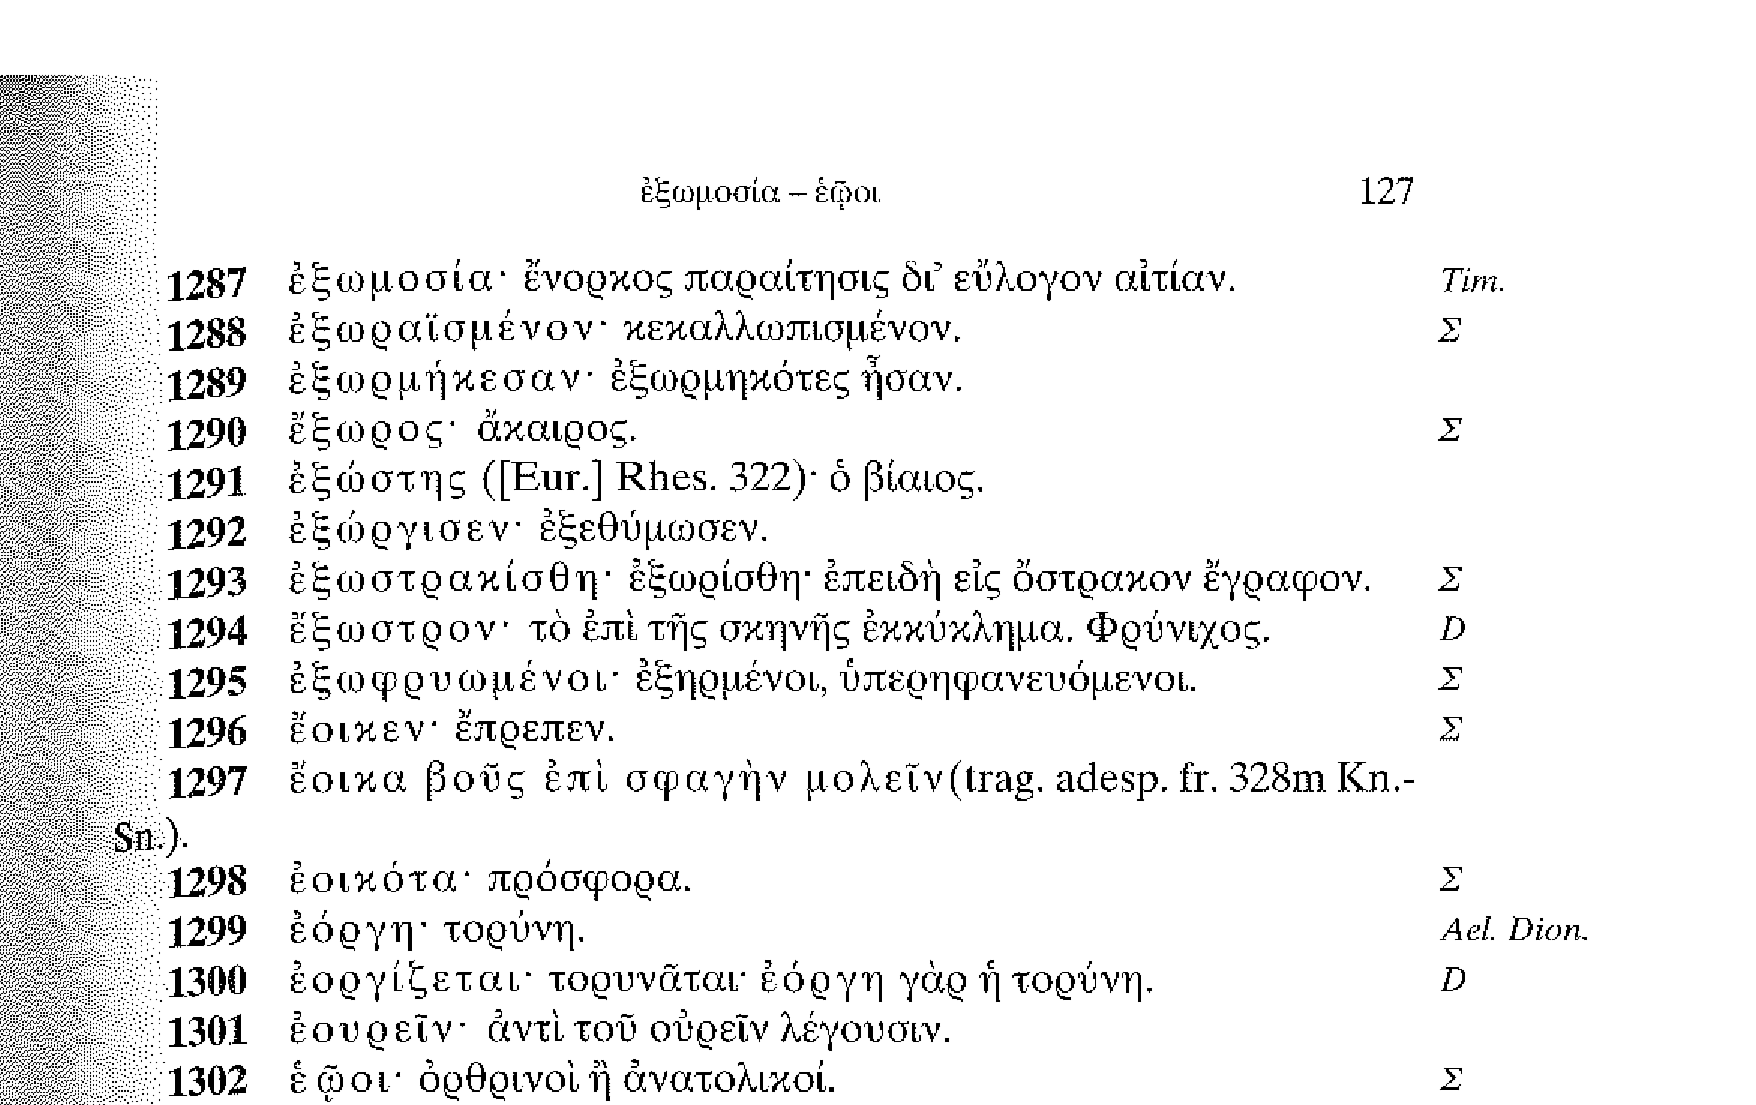 ἐξωμοσία – ἑῷοι 127
1287 ἐξωμοσία· ἔνορκος παραίτησις δι’ εὔλογον αἰτίαν. Tim.
1288 ἐξωραϊσμένον· κεκαλλωπισμένον. Σ
1289 ἐξωρμήκεσαν· ἐξωρμηκότες ἦσαν.
1290 ἔξωρος· ἄκαιρος. Σ
1291 ἐξώστης ([Eur.] Rhes. 322)· ὁ βίαιος.
1292 ἐξώργισεν· ἐξεθύμωσεν.
1293 ἐξωστρακίσθη· ἐξωρίσθη· ἐπειδὴ εἰς ὄστρακον ἔγραφον. Σ
1294 ἔξωστρον· τὸ ἐπὶ τῆς σκηνῆς ἐκκύκλημα. Φρύνιχος. D
1295 ἐξωφρυωμένοι· ἐξηρμένοι, ὑπερηφανευόμενοι. Σ
1296 ἔοικεν· ἔπρεπεν. Σ
1297 ἔοικα βοῦς ἐπὶ σφαγὴν μολεῖν(trag. adesp. fr. 328m Kn.-
Sn.).
1298 ἐοικότα· πρόσφορα. Σ
1299 ἐόργη· τορύνη. Ael. Dion.
1300 ἐοργίζεται· τορυνᾶται· ἐόργη γὰρ ἡ τορύνη. D
1301 ἐουρεῖν· ἀντὶ τοῦ οὐρεῖν λέγουσιν.
1302 ἑῷοι· ὀρθρινοὶ ἢ ἀνατολικοί. Σ